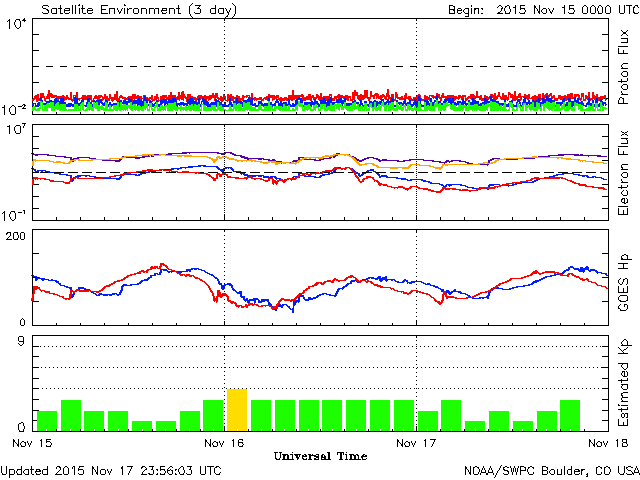 Satellite Environment (3 day)
Begin: 2015 Nov 15 0000 UTC
10⁴
10⁻²
Proton Flux
10⁷
10⁻¹
Electron Flux
200
0
GOES Hp
9
0
Estimated Kp
Nov 15
Nov 16
Nov 17
Nov 18
Universal Time
Updated 2015 Nov 17 23:56:03 UTC
NOAA/SWPC Boulder, CO USA